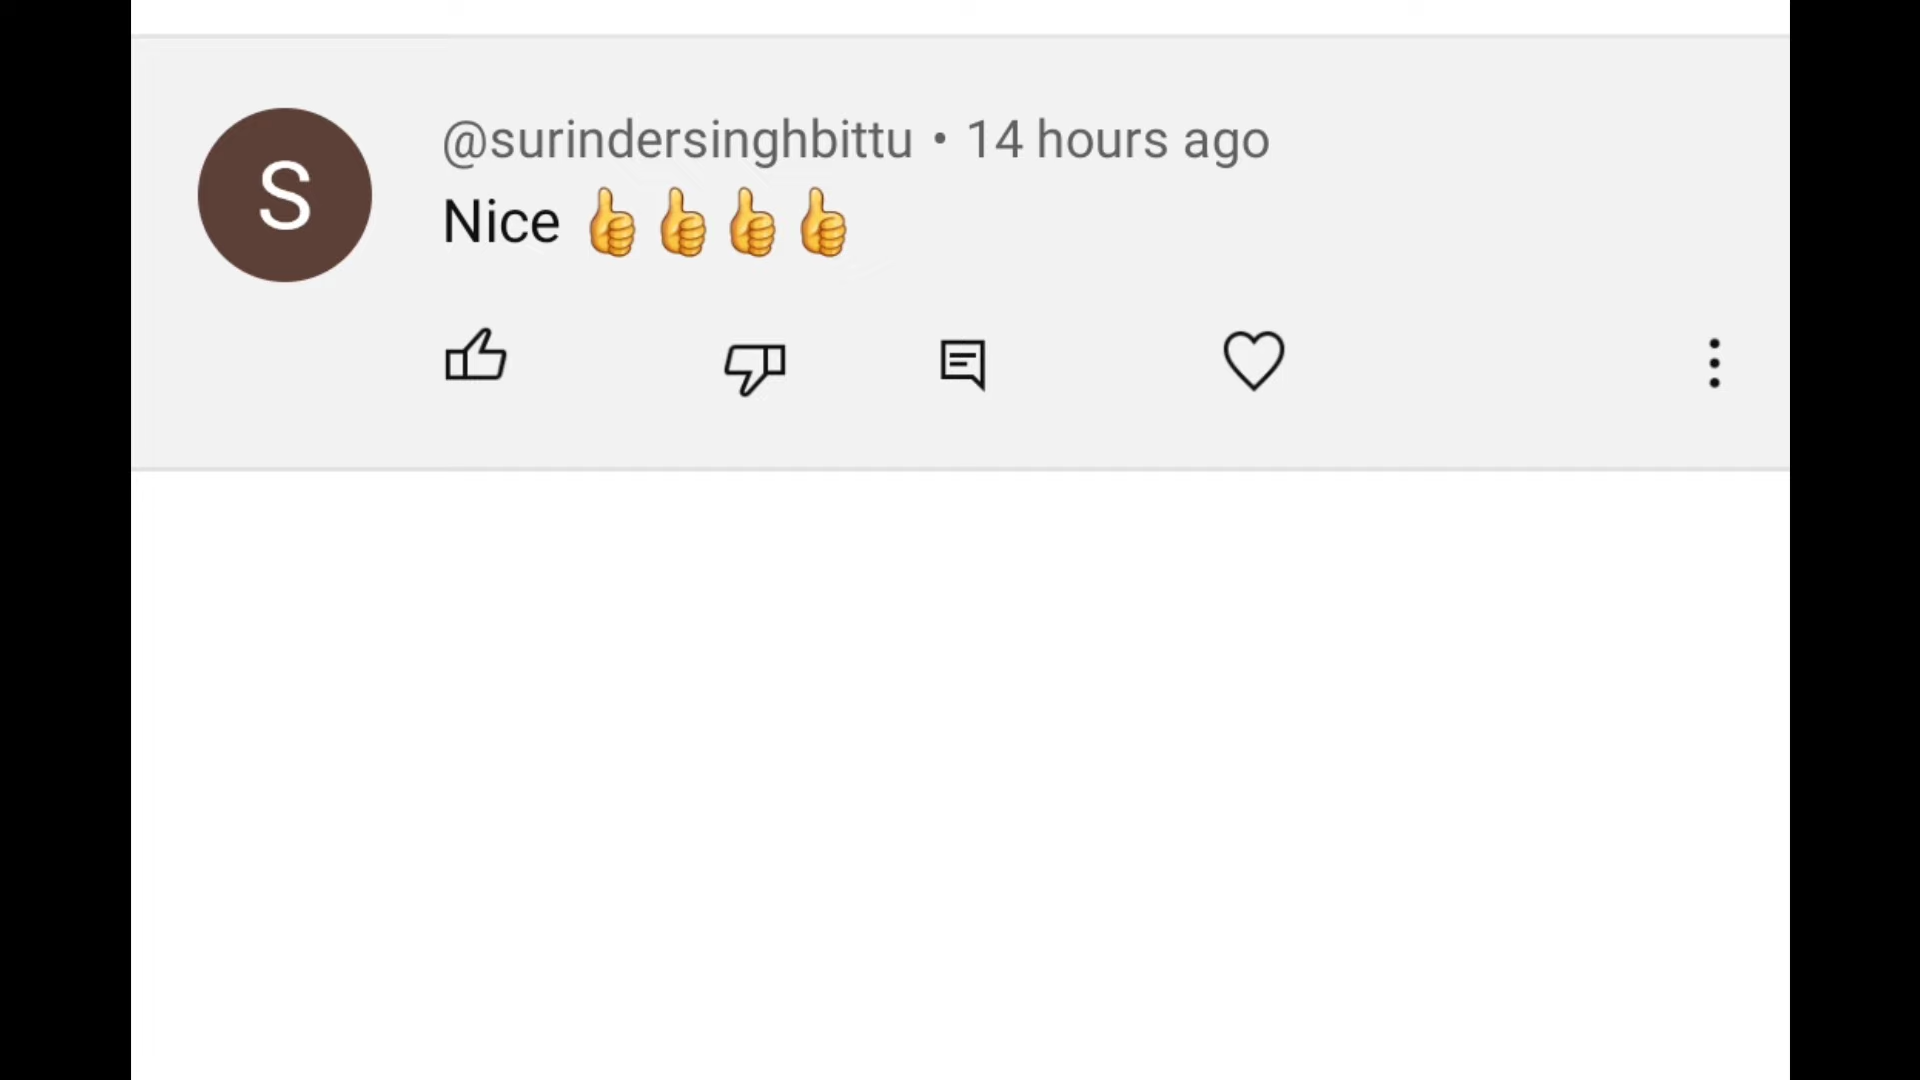 S
@surindersinghbittu • 14 hours ago
Nice 👍👍👍👍